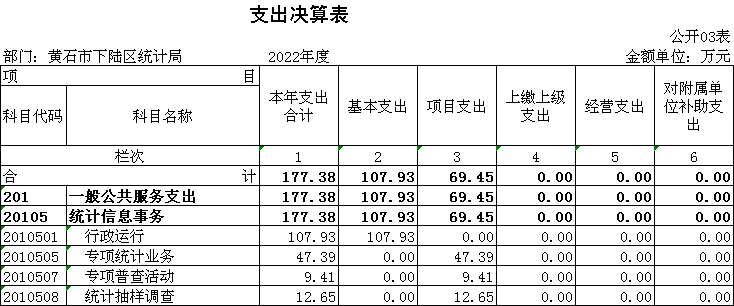 支出决算表
公开03表
部门：黄石市下陆区统计局 2022年度 金额单位：万元
项 目 本年支出合计 基本支出 项目支出 上缴上级支出 经营支出 对附属单位补助支出
科目代码 科目名称
栏次 1 2 3 4 5 6
合 计 177.38 107.93 69.45 0.00 0.00 0.00
201 一般公共服务支出 177.38 107.93 69.45 0.00 0.00 0.00
20105 统计信息事务 177.38 107.93 69.45 0.00 0.00 0.00
2010501 行政运行 107.93 107.93 0.00 0.00 0.00 0.00
2010505 专项统计业务 47.39 0.00 47.39 0.00 0.00 0.00
2010507 专项普查活动 9.41 0.00 9.41 0.00 0.00 0.00
2010508 统计抽样调查 12.65 0.00 12.65 0.00 0.00 0.00